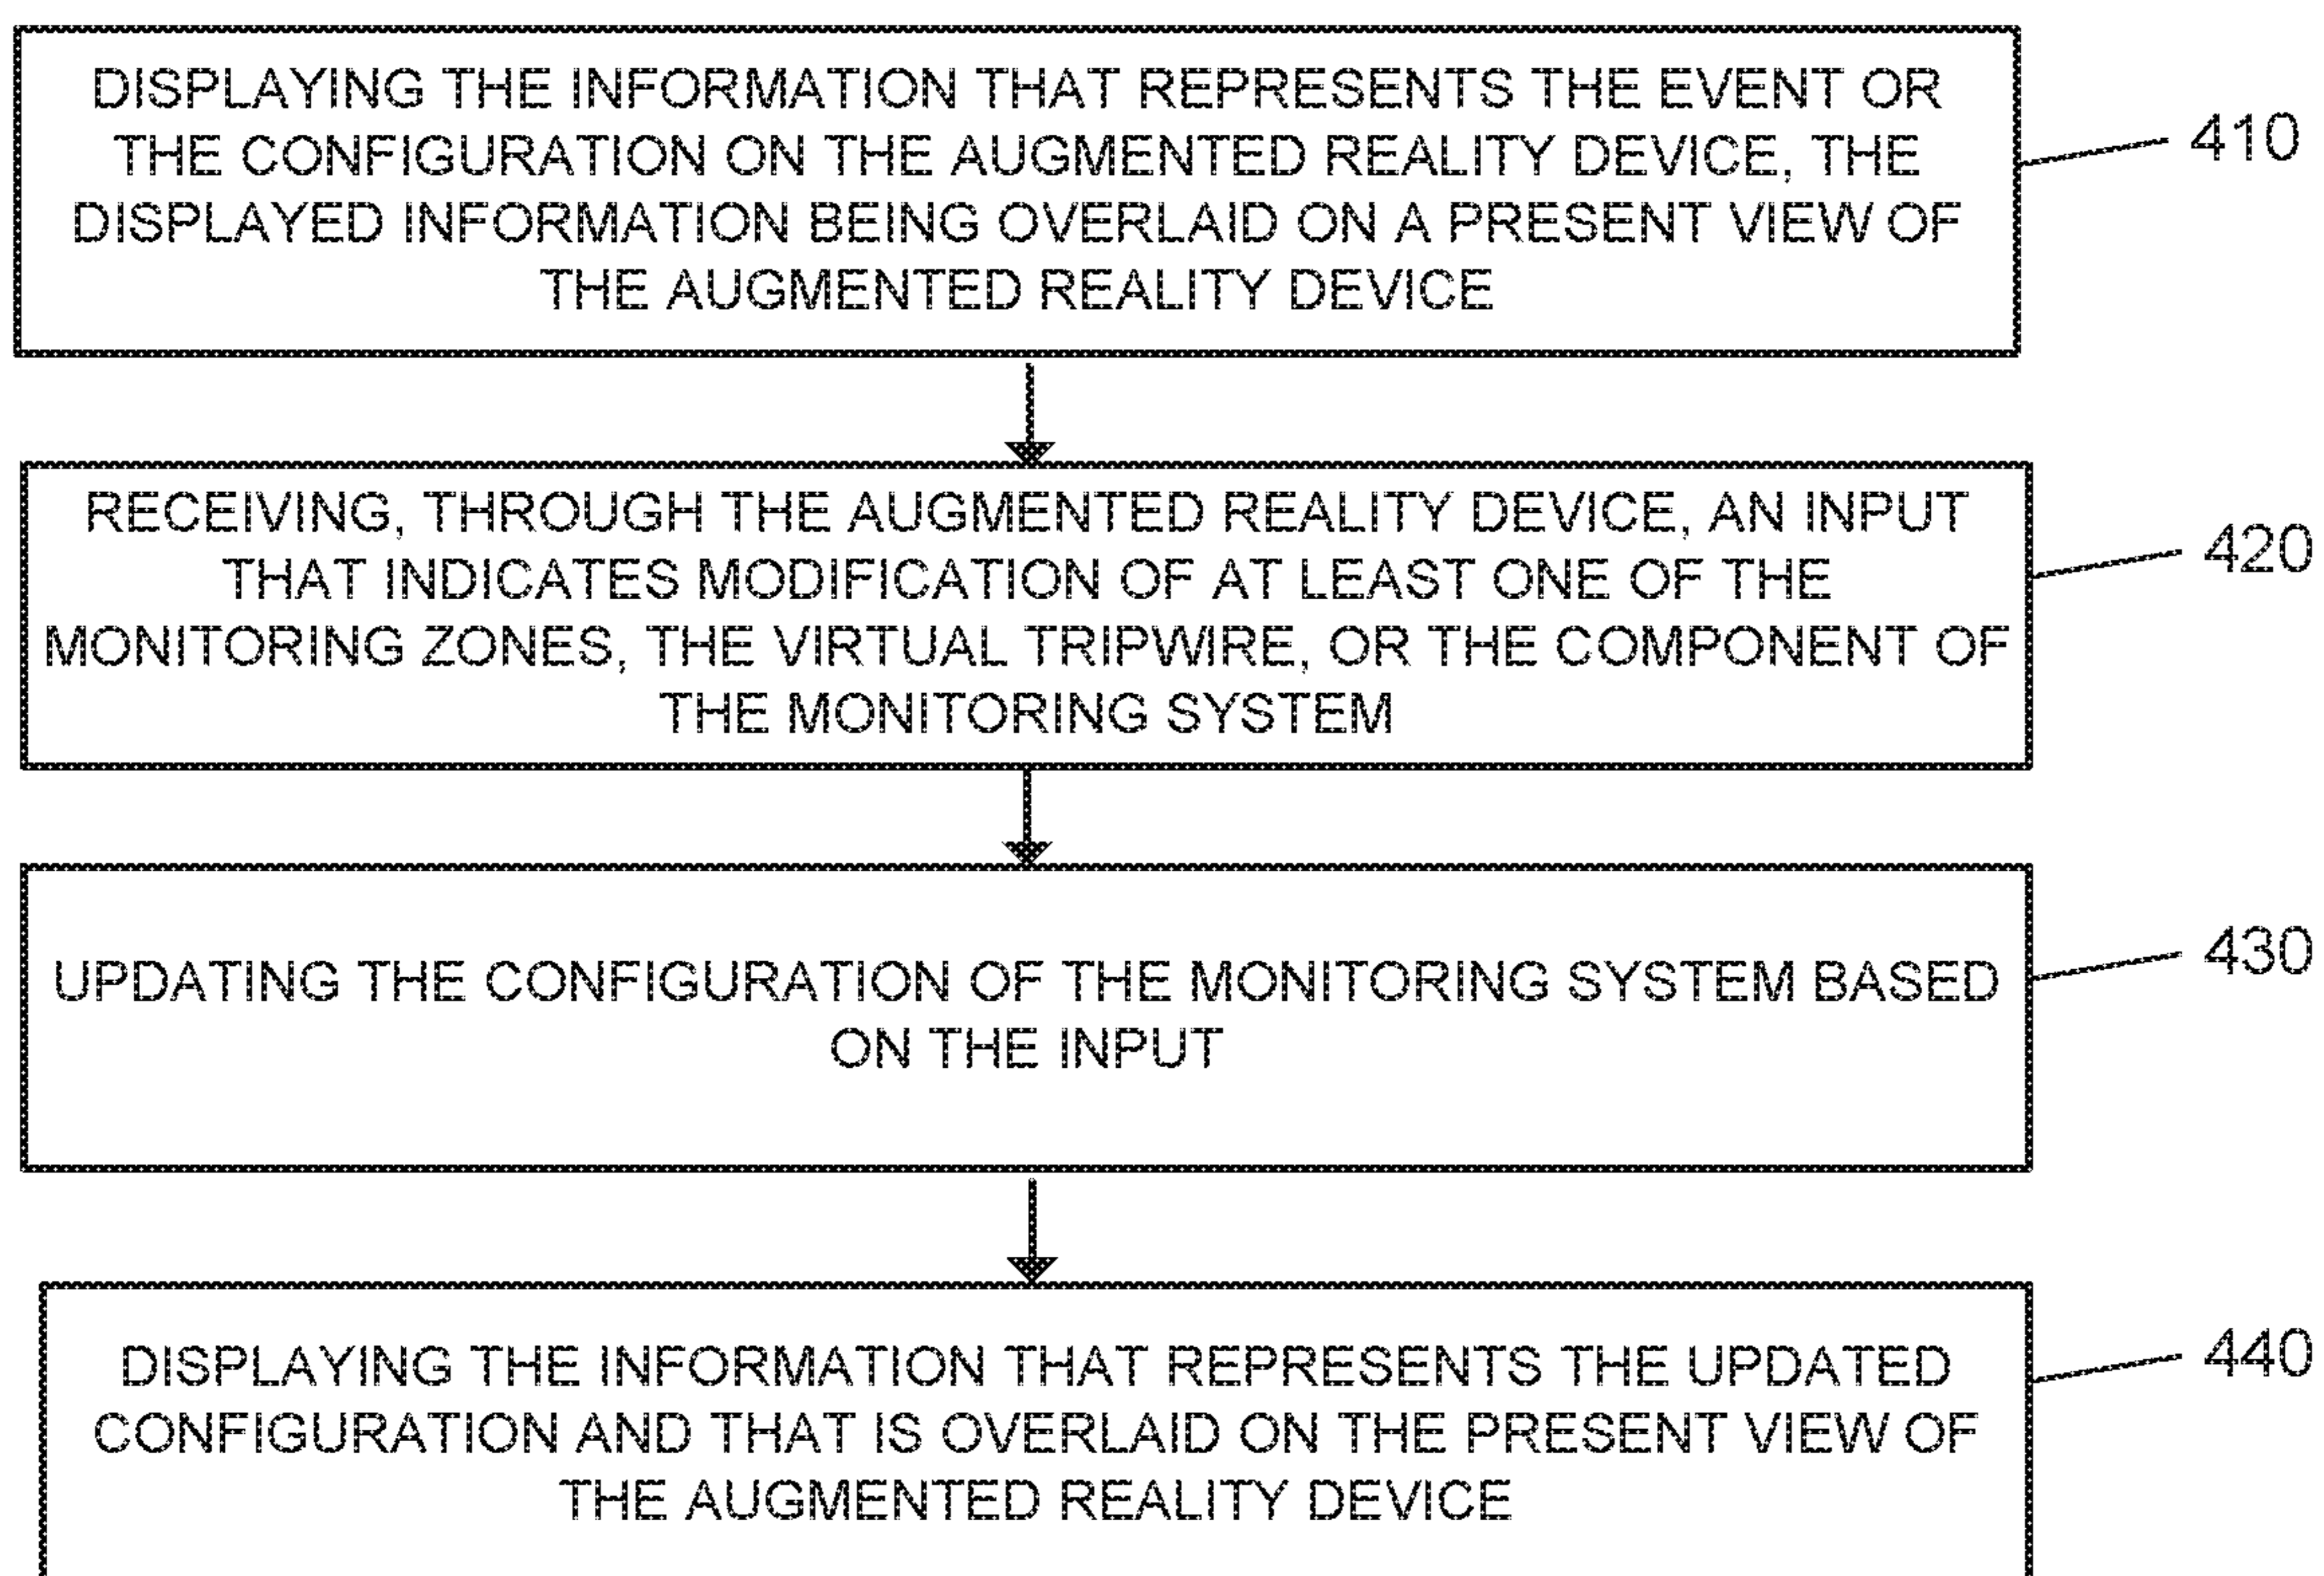 DISPLAYING THE INFORMATION THAT REPRESENTS THE EVENT OR
THE CONFIGURATION ON THE AUGMENTED REALITY DEVICE, THE
DISPLAYED INFORMATION BEING OVERLAID ON A PRESENT VIEW OF
THE AUGMENTED REALITY DEVICE
410
RECEIVING, THROUGH THE AUGMENTED REALITY DEVICE, AN INPUT
THAT INDICATES MODIFICATION OF AT LEAST ONE OF THE
MONITORING ZONES, THE VIRTUAL TRIPWIRE, OR THE COMPONENT OF
THE MONITORING SYSTEM
420
UPDATING THE CONFIGURATION OF THE MONITORING SYSTEM BASED
ON THE INPUT
430
DISPLAYING THE INFORMATION THAT REPRESENTS THE UPDATED
CONFIGURATION AND THAT IS OVERLAID ON THE PRESENT VIEW OF
THE AUGMENTED REALITY DEVICE
440